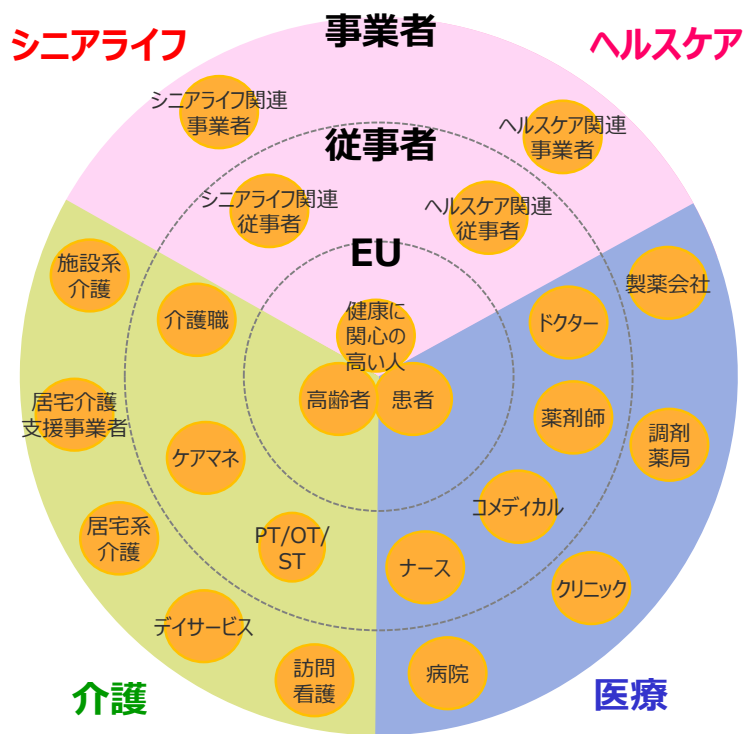 事業者
シニアライフ
ヘルスケア
シニアライフ関連
事業者
ヘルスケア関連
事業者
従事者
シニアライフ関連
従事者
ヘルスケア関連
従事者
EU
施設系
介護
介護職
健康に
関心の
高い人
ドクター
製薬会社
高齢者
患者
居宅介護
支援事業者
薬剤師
調剤
薬局
ケアマネ
コメディカル
居宅系
介護
PT/OT/
ST
ナース
クリニック
デイサービス
訪問
看護
病院
介護
医療